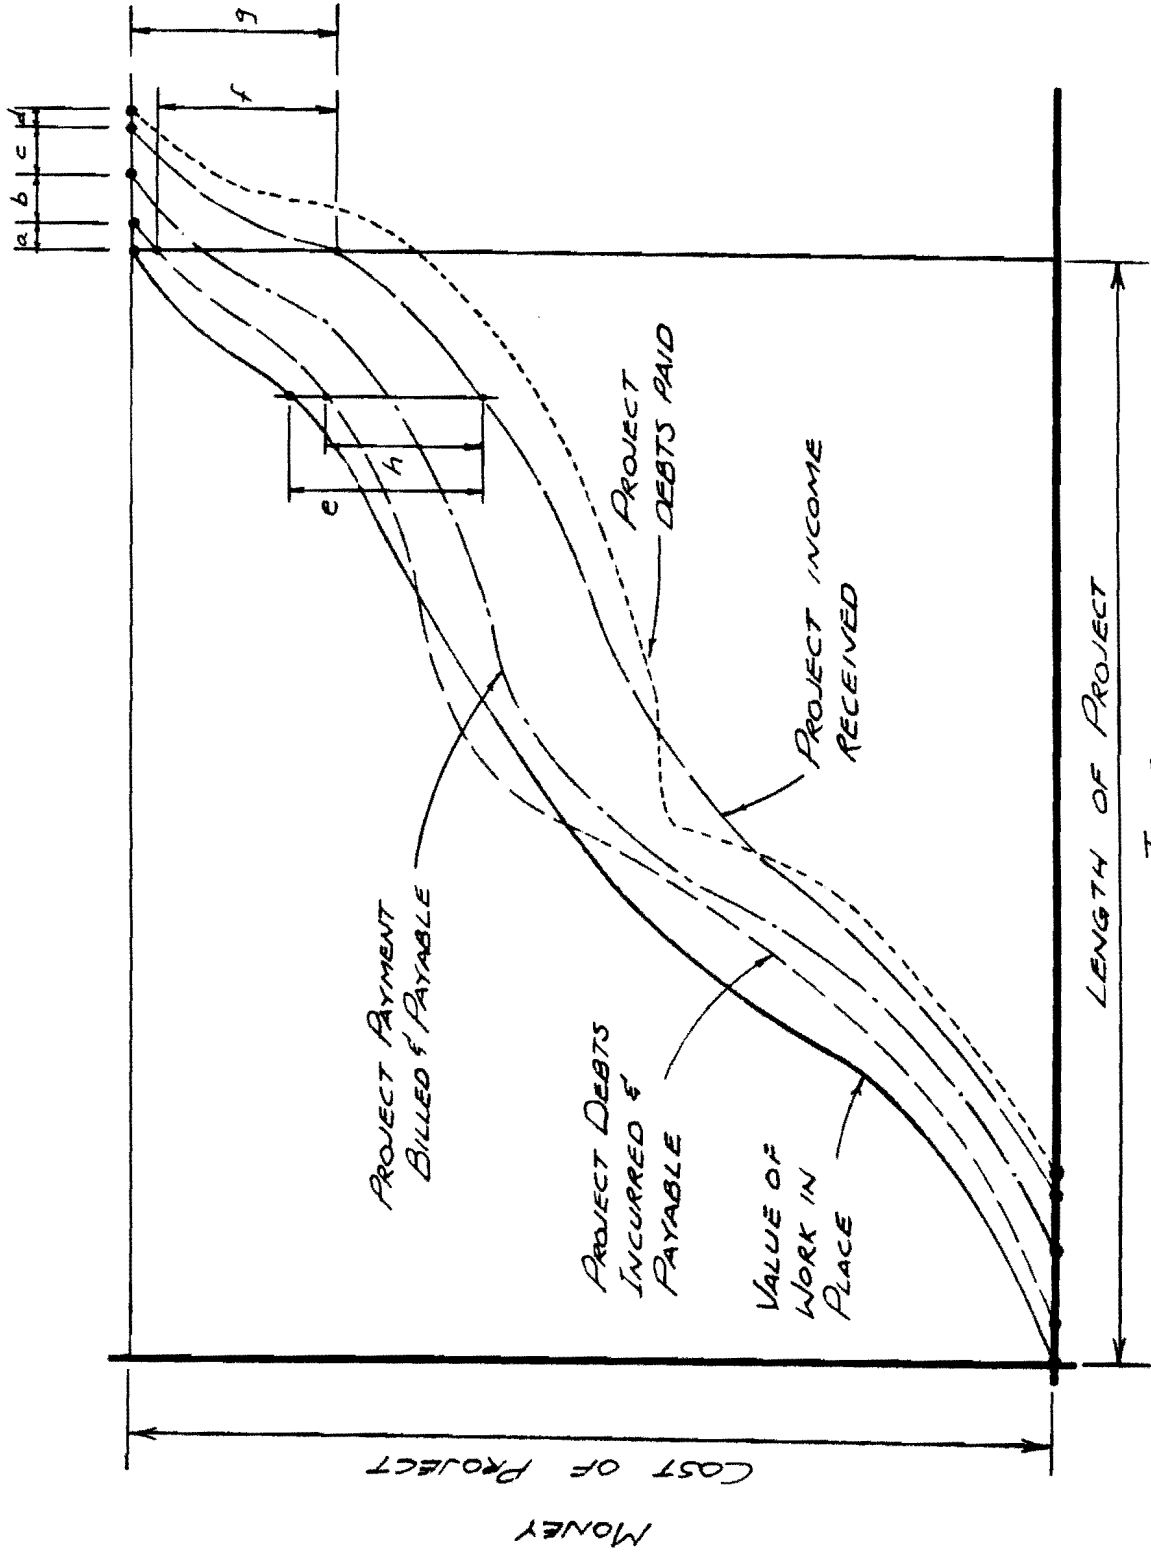 a
b
c
d
g
f
e
h
PROJECT PAYMENT
BILLED & PAYABLE
PROJECT DEBTS
INCURRED &
PAYABLE
VALUE OF
WORK IN
PLACE
PROJECT
DEBTS PAID
PROJECT INCOME
RECEIVED
MONEY
COST OF PROJECT
LENGTH OF PROJECT